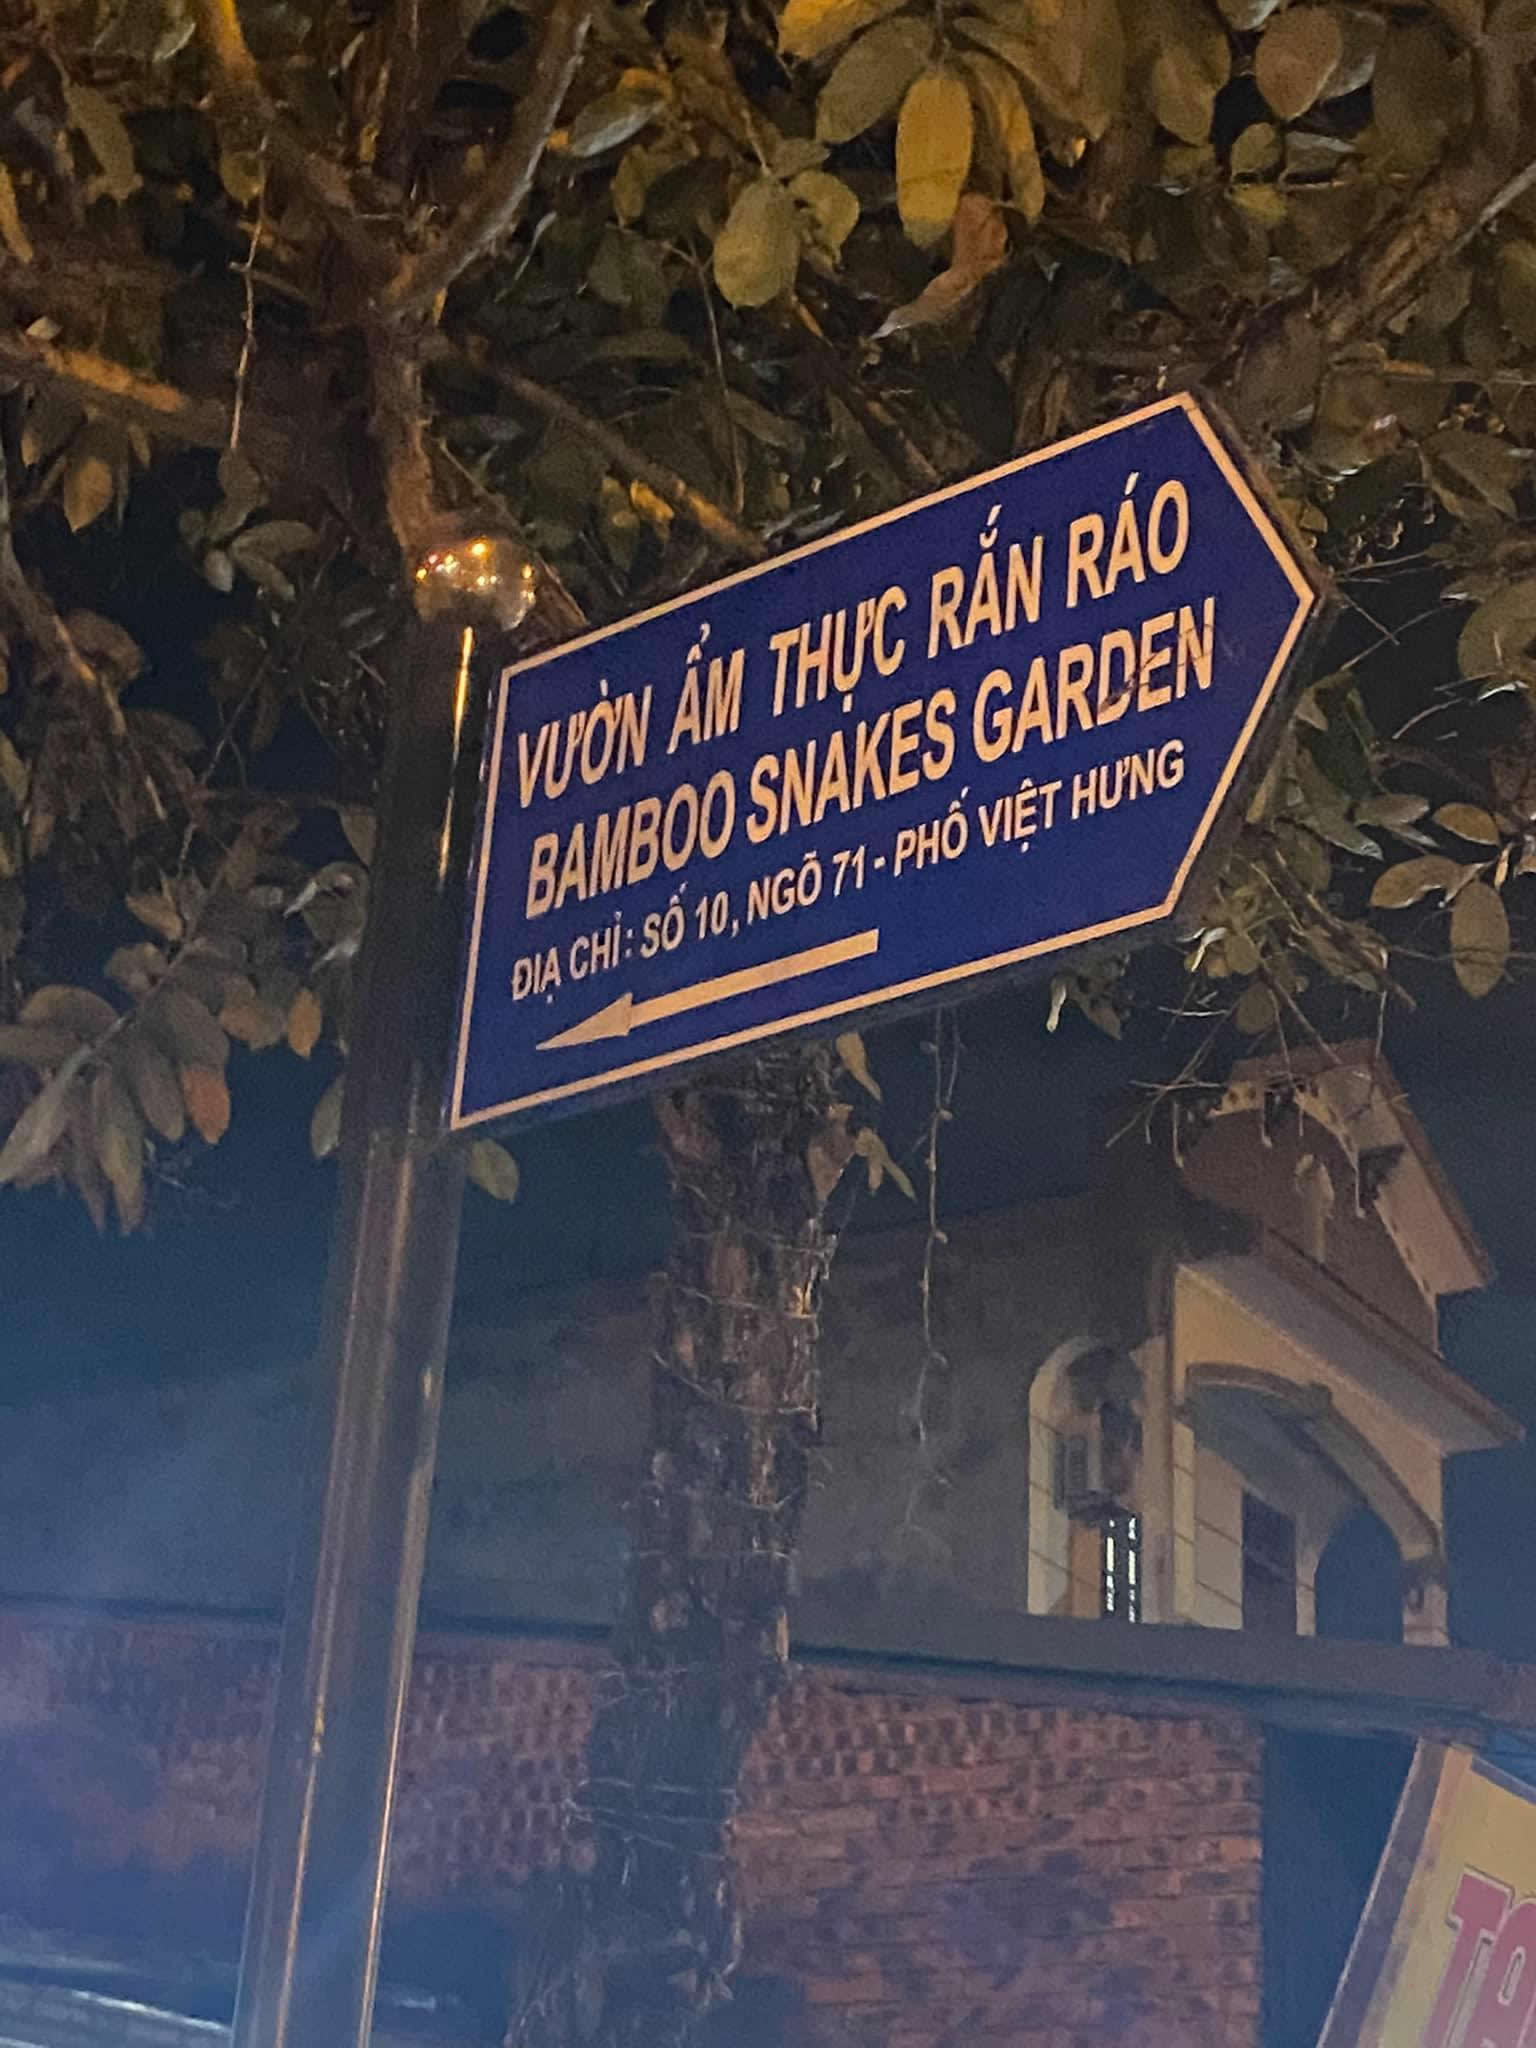 VƯỜN ẨM THỰC RẮN RÁO
BAMBOO SNAKES GARDEN
ĐỊA CHỈ: SỐ 10, NGÕ 71 - PHỐ VIỆT HƯNG